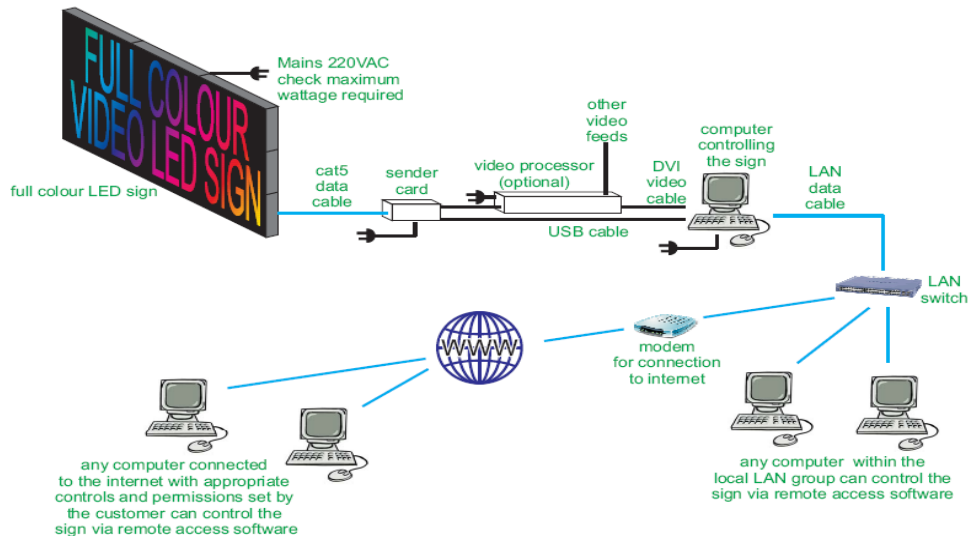 FULL COLOUR
VIDEO LED SIGN
Mains 220VAC
check maximum
wattage required
full colour LED sign
cat5
data
cable
sender
card
video processor
(optional)
other
video
feeds
DVI
video
cable
USB cable
computer
controlling
the sign
LAN
data
cable
LAN
switch
modem
for connection
to internet
WWW
any computer connected
to the internet with appropriate
controls and permissions set by
the customer can control the
sign via remote access software
any computer within the
local LAN group can control the
sign via remote access software